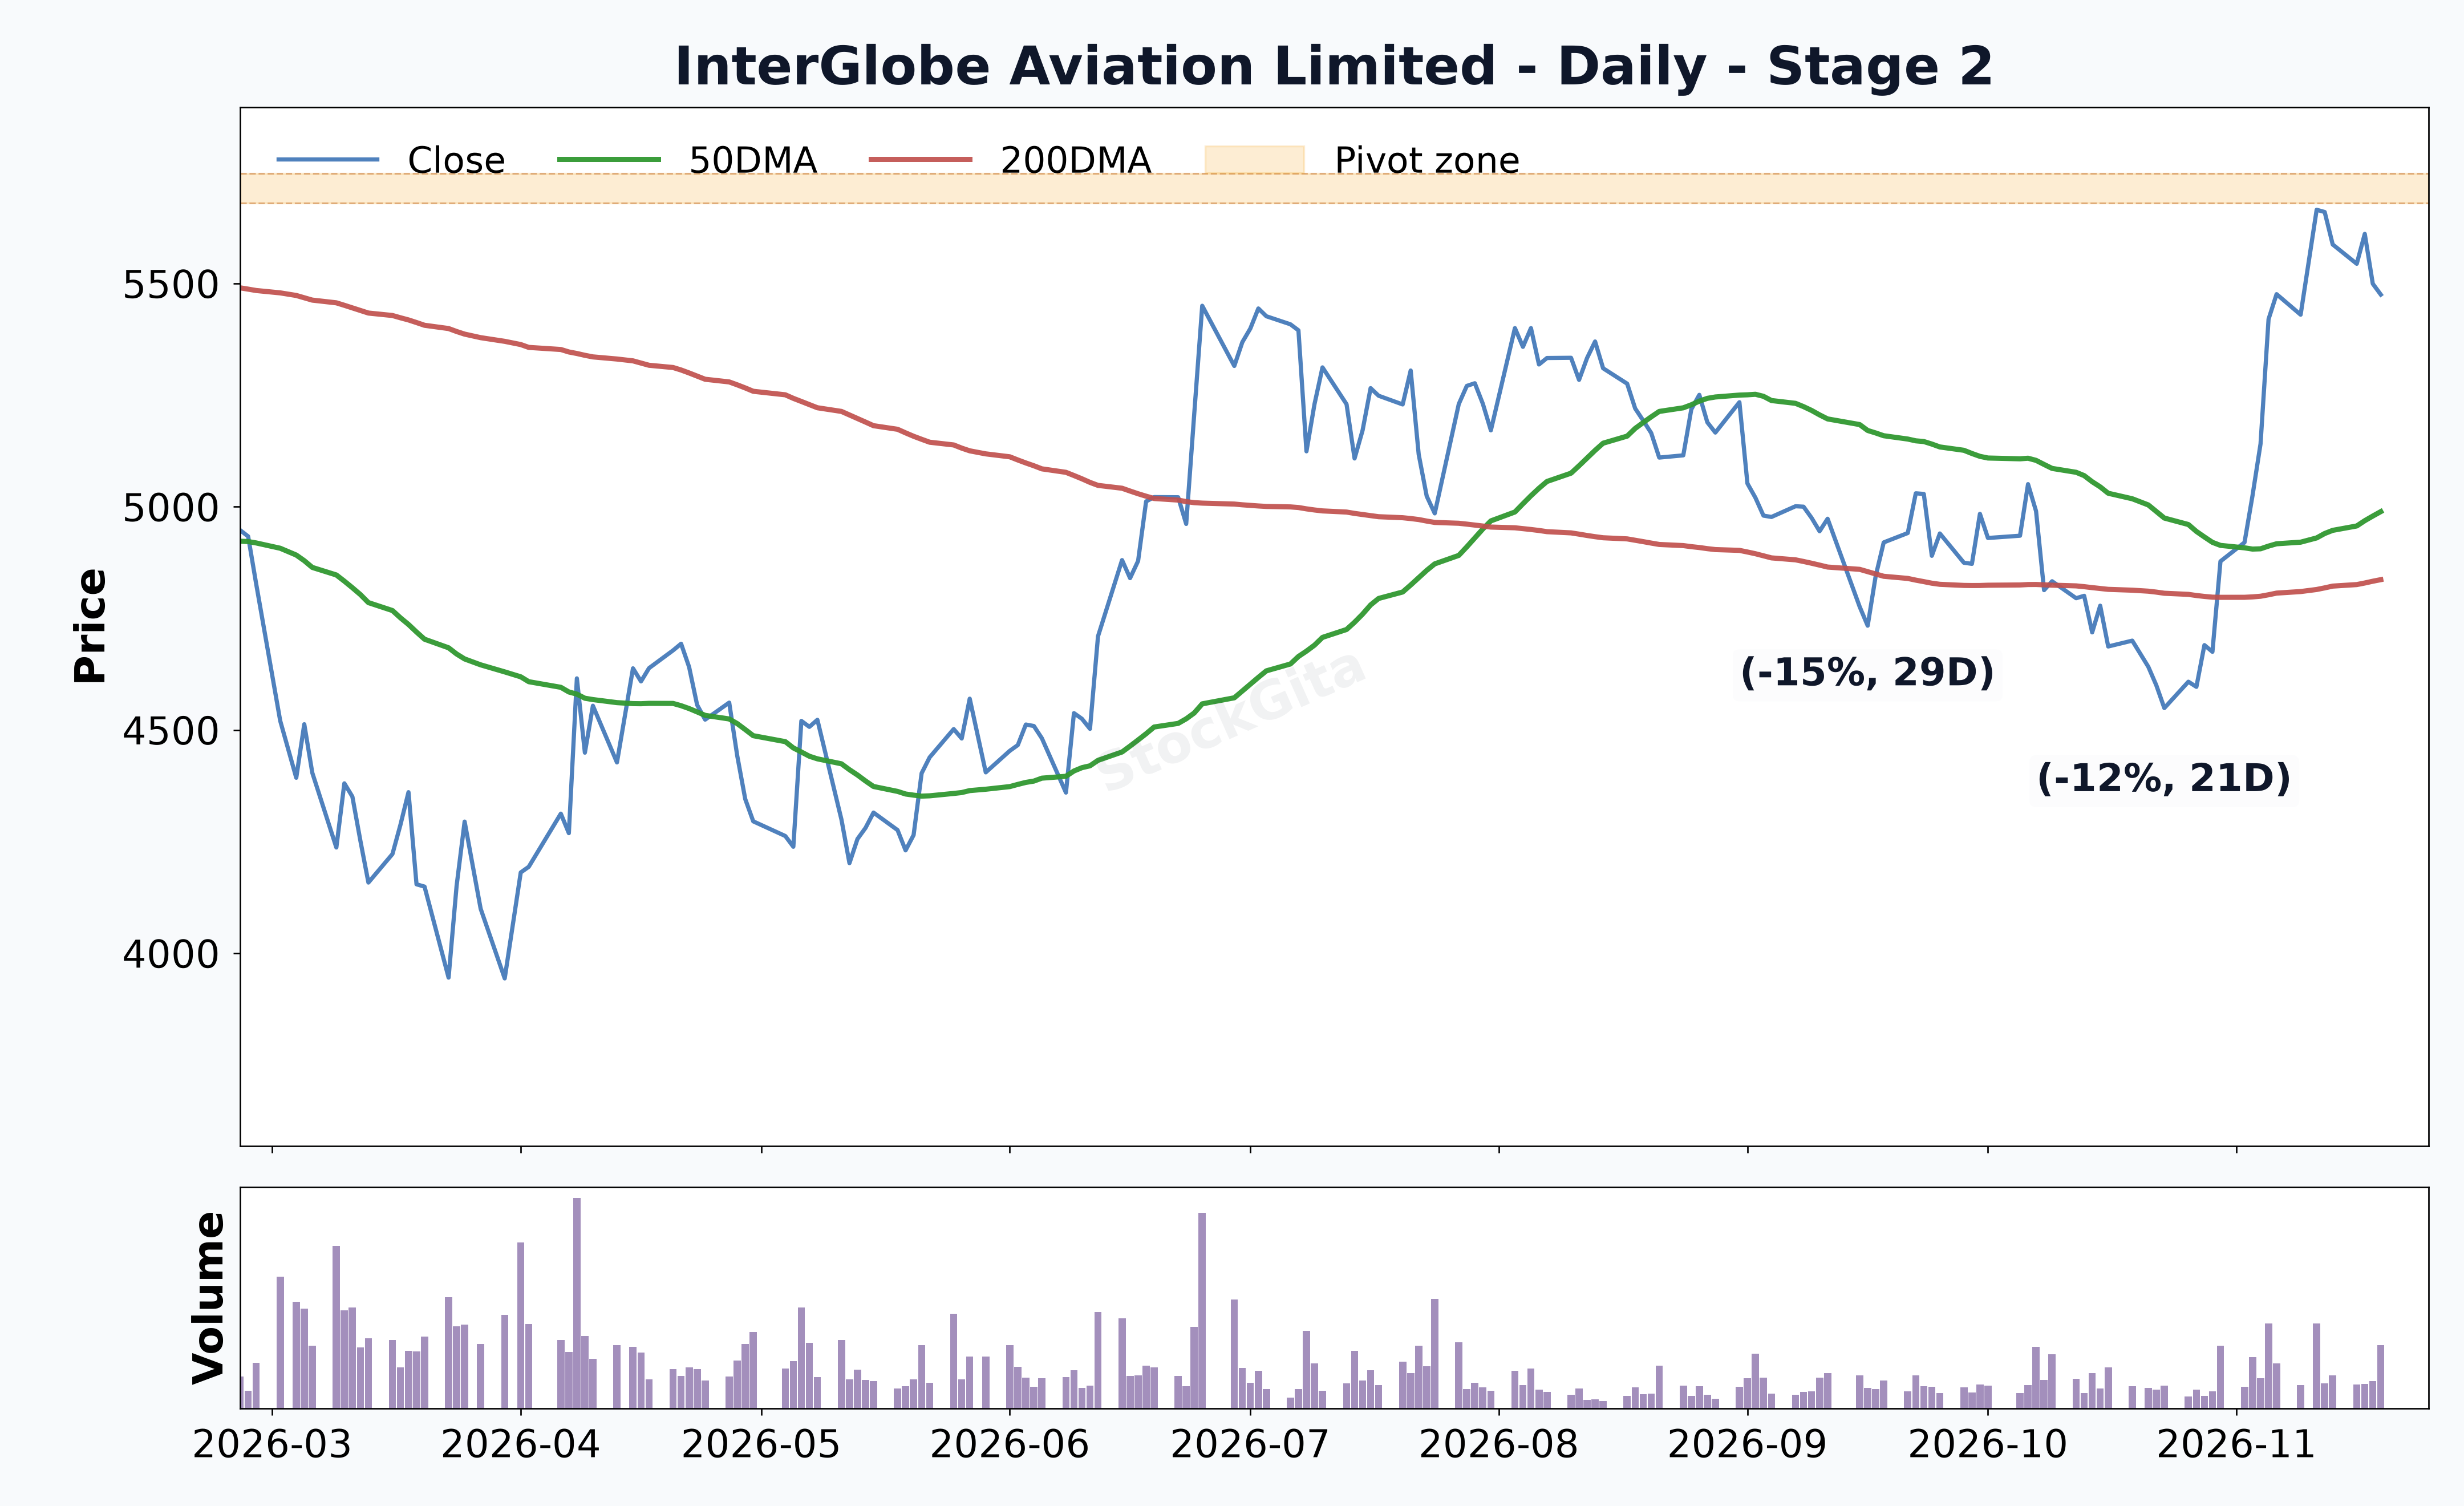 InterGlobe Aviation Limited - Daily - Stage 2
Close 50DMA 200DMA Pivot zone
5500
5000
4500
4000
Price
StockGita
(-15%, 29D)
(-12%, 21D)
Volume
2026-03 2026-04 2026-05 2026-06 2026-07 2026-08 2026-09 2026-10 2026-11